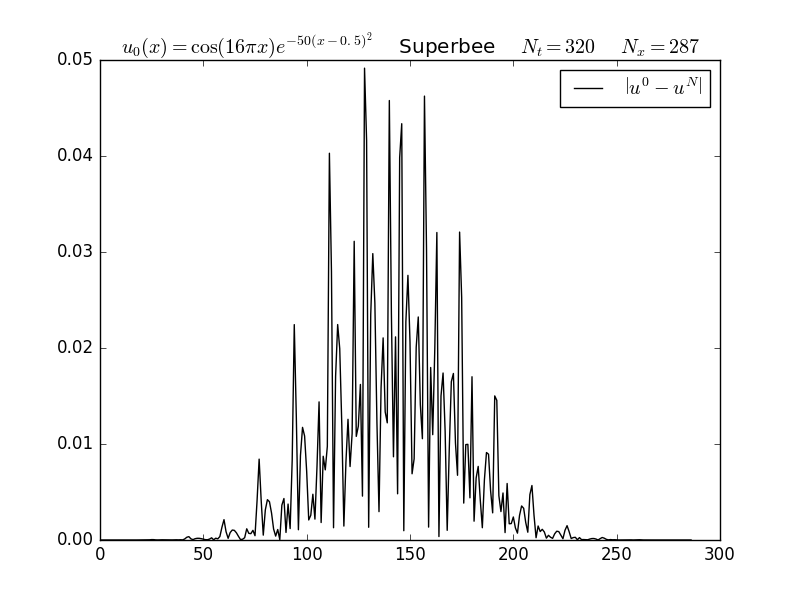 u_0(x) = cos(16πx)e^{-50(x-0.5)^2} Superbee N_t = 320 N_x = 287
|u^0 - u^N|
0.05
0.04
0.03
0.02
0.01
0.00
0 50 100 150 200 250 300